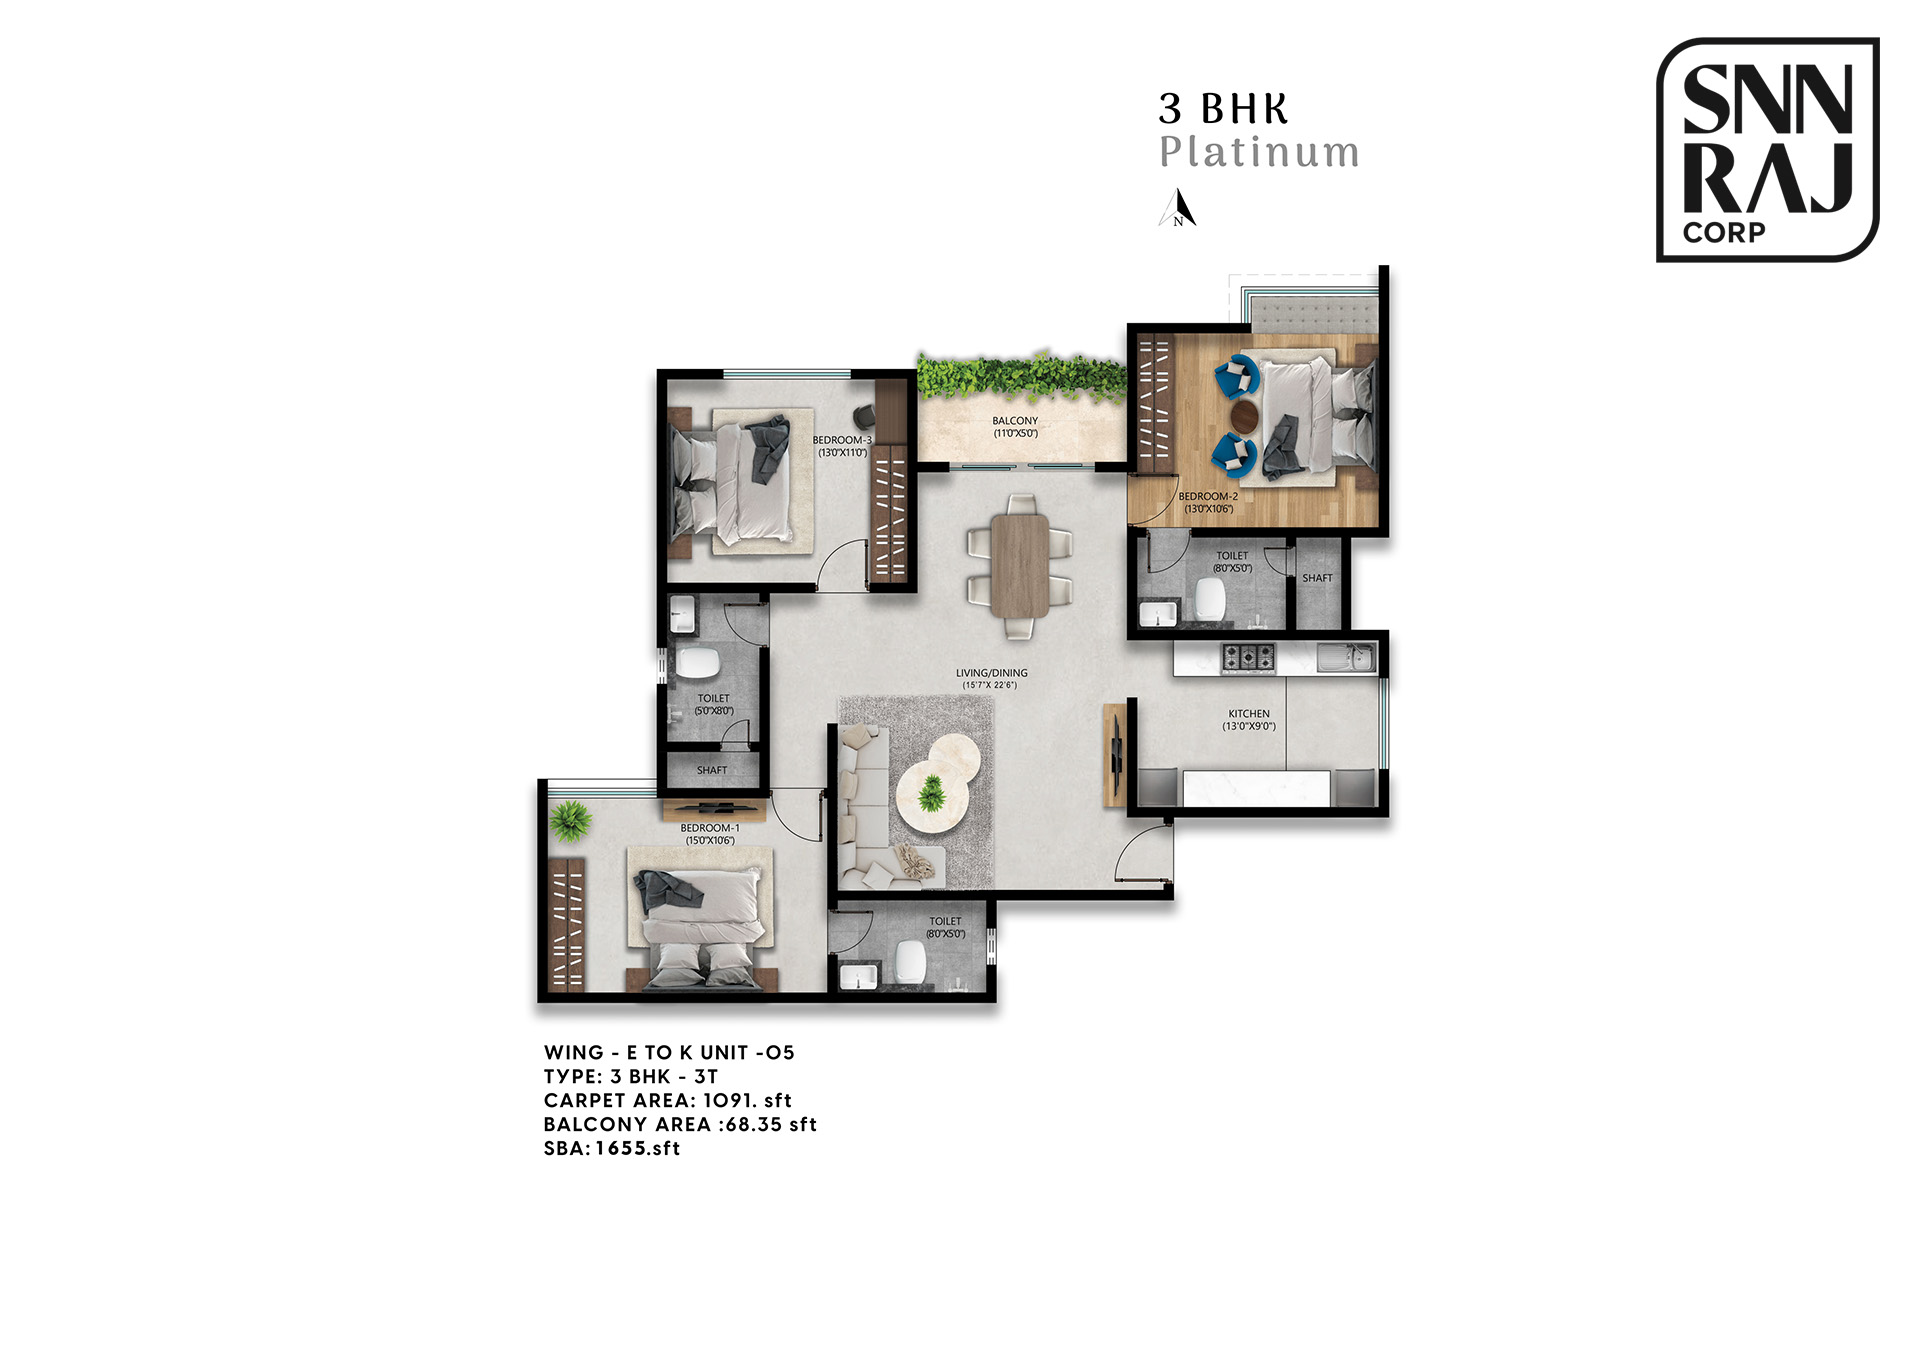 SNN
RAJ
CORP
3 BHK
Platinum
N
BALCONY
(11'0"X5'0")
BEDROOM-3
(13'0"X11'0")
BEDROOM-2
(13'0"X10'6")
TOILET
(8'0"X5'0")
SHAFT
LIVING/DINING
(15'7"X 22'6")
TOILET
(5'0"X8'0")
KITCHEN
(13'0"X9'0")
SHAFT
BEDROOM-1
(15'0"X10'6")
TOILET
(8'0"X5'0")
WING - E TO K UNIT -05
TYPE: 3 BHK - 3T
CARPET AREA: 1091. sft
BALCONY AREA :68.35 sft
SBA: 1655.sft